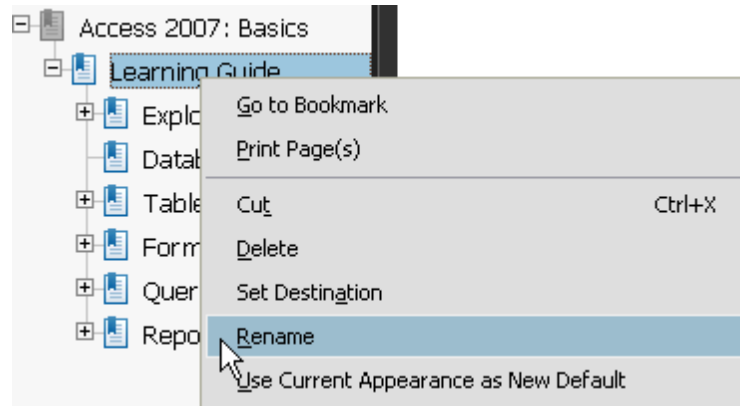 Access 2007: Basics
Learning Guide
Go to Bookmark
Print Page(s)
Cut Ctrl+X
Delete
Set Destination
Rename
Use Current Appearance as New Default